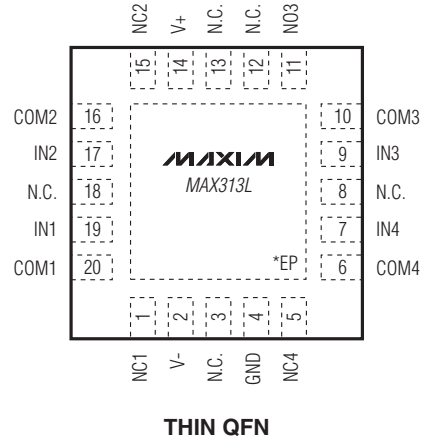 NC2 V+ N.C. N.C. NO3
15 14 13 12 11
COM2 16 10 COM3
IN2 17 9 IN3
MAXIM
MAX313L
N.C. 18 8 N.C.
IN1 19 7 IN4
COM1 20 6 COM4
*EP
1 2 3 4 5
NC1 V- N.C. GND NC4
THIN QFN